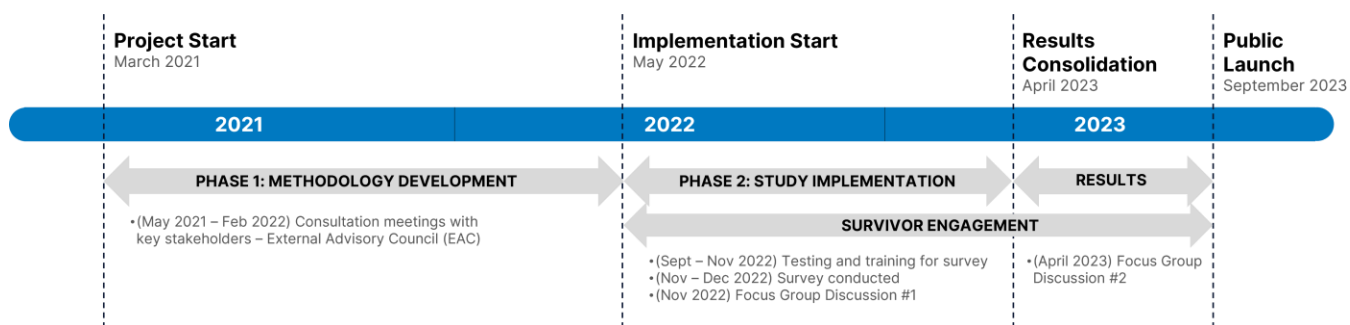 Project Start
March 2021
Implementation Start
May 2022
Results
Consolidation
April 2023
Public
Launch
September 2023
2021
2022
2023
PHASE 1: METHODOLOGY DEVELOPMENT
PHASE 2: STUDY IMPLEMENTATION
RESULTS
SURVIVOR ENGAGEMENT
•(May 2021 – Feb 2022) Consultation meetings with
key stakeholders – External Advisory Council (EAC)
•(Sept – Nov 2022) Testing and training for survey
•(Nov – Dec 2022) Survey conducted
•(Nov 2022) Focus Group Discussion #1
•(April 2023) Focus Group
Discussion #2